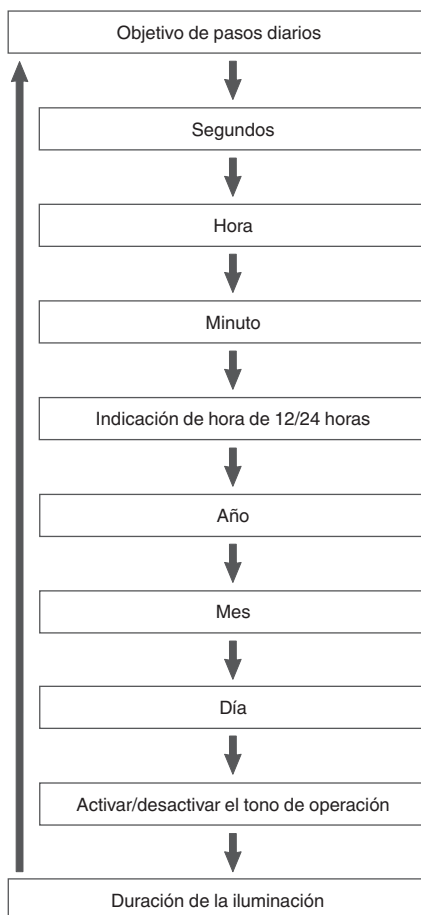 Objetivo de pasos diarios
Segundos
Hora
Minuto
Indicación de hora de 12/24 horas
Año
Mes
Día
Activar/desactivar el tono de operación
Duración de la iluminación